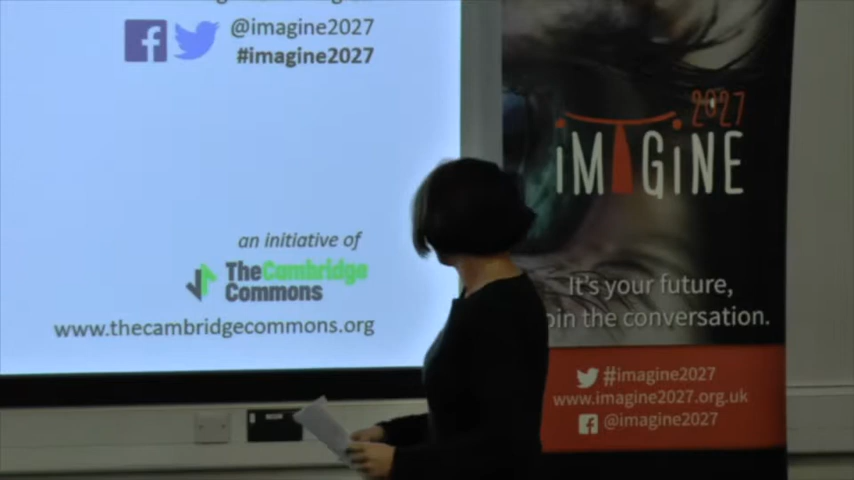 @imagine2027
#imagine2027
an initiative of
TheCambridge
Commons
www.thecambridgecommons.org
2027
iMAGiNE
It's your future,
oin the conversation.
#imagine2027
www.imagine2027.org.uk
@imagine2027